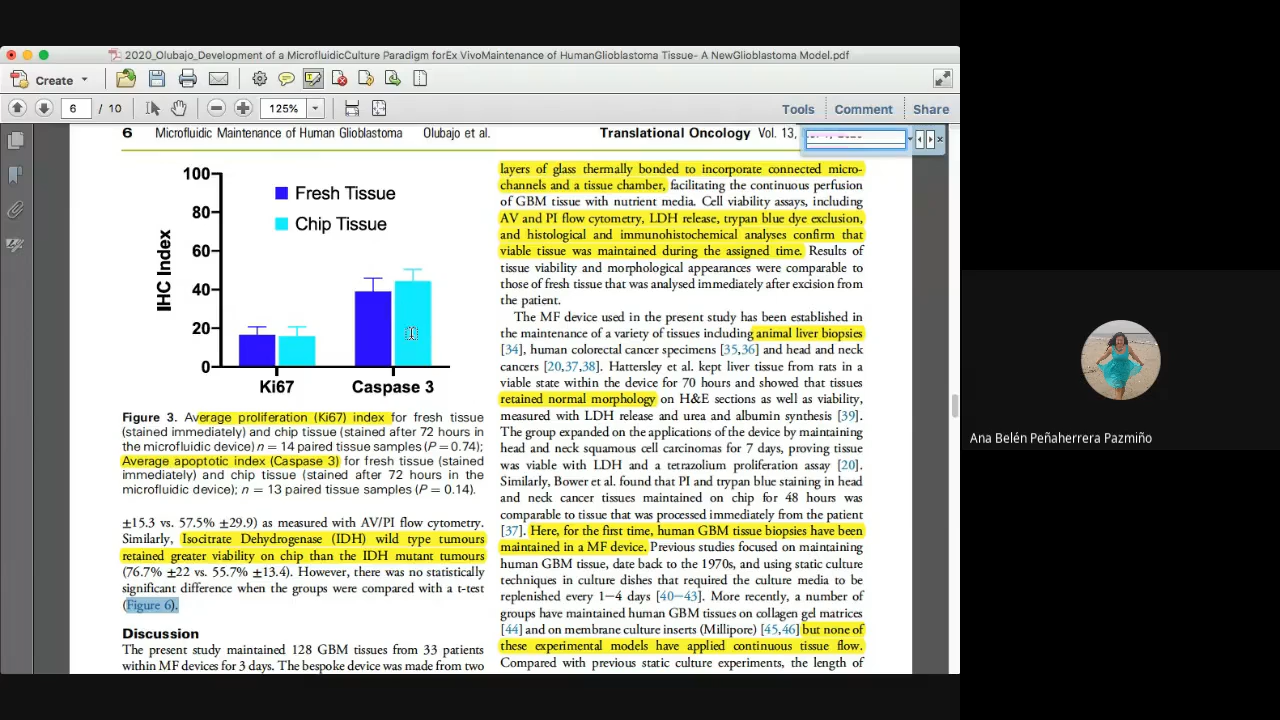 2020_Olubajo_Development of a MicrofluidicCulture Paradigm forEx VivoMaintenance of HumanGlioblastoma Tissue- A NewGlioblastoma Model.pdf
Create
6 / 10
125%
Tools Comment Share
6 Microfluidic Maintenance of Human Glioblastoma Olubajo et al. Translational Oncology Vol. 13,
100
80
60
40
20
0
IHC Index
Fresh Tissue
Chip Tissue
Ki67 Caspase 3
Figure 3. Average proliferation (Ki67) index for fresh tissue
(stained immediately) and chip tissue (stained after 72 hours in
the microfluidic device) n = 14 paired tissue samples (P = 0.74);
Average apoptotic index (Caspase 3) for fresh tissue (stained
immediately) and chip tissue (stained after 72 hours in the
microfluidic device); n = 13 paired tissue samples (P = 0.14).
±15.3 vs. 57.5% ±29.9) as measured with AV/PI flow cytometry.
Similarly, Isocitrate Dehydrogenase (IDH) wild type tumours
retained greater viability on chip than the IDH mutant tumours
(76.7% ±22 vs. 55.7% ±13.4). However, there was no statistically
significant difference when the groups were compared with a t-test
(Figure 6).
Discussion
The present study maintained 128 GBM tissues from 33 patients
within MF devices for 3 days. The bespoke device was made from two
layers of glass thermally bonded to incorporate connected micro-
channels and a tissue chamber, facilitating the continuous perfusion
of GBM tissue with nutrient media. Cell viability assays, including
AV and PI flow cytometry, LDH release, trypan blue dye exclusion,
and histological and immunohistochemical analyses confirm that
viable tissue was maintained during the assigned time. Results of
tissue viability and morphological appearances were comparable to
those of fresh tissue that was analysed immediately after excision from
the patient.
The MF device used in the present study has been established in
the maintenance of a variety of tissues including animal liver biopsies
[34], human colorectal cancer specimens [35,36] and head and neck
cancers [20,37,38]. Hattersley et al. kept liver tissue from rats in a
viable state within the device for 70 hours and showed that tissues
retained normal morphology on H&E sections as well as viability,
measured with LDH release and urea and albumin synthesis [39].
The group expanded on the applications of the device by maintaining
head and neck squamous cell carcinomas for 7 days, proving tissue
was viable with LDH and a tetrazolium proliferation assay [20].
Similarly, Bower et al. found that PI and trypan blue staining in head
and neck cancer tissues maintained on chip for 48 hours was
comparable to tissue that was processed immediately from the patient
[37]. Here, for the first time, human GBM tissue biopsies have been
maintained in a MF device. Previous studies focused on maintaining
human GBM tissue, date back to the 1970s, and using static culture
techniques in culture dishes that required the culture media to be
replenished every 1−4 days [40−43]. More recently, a number of
groups have maintained human GBM tissues on collagen gel matrices
[44] and on membrane culture inserts (Millipore) [45,46] but none of
these experimental models have applied continuous tissue flow.
Compared with previous static culture experiments, the length of
Ana Belén Peñaherrera Pazmiño